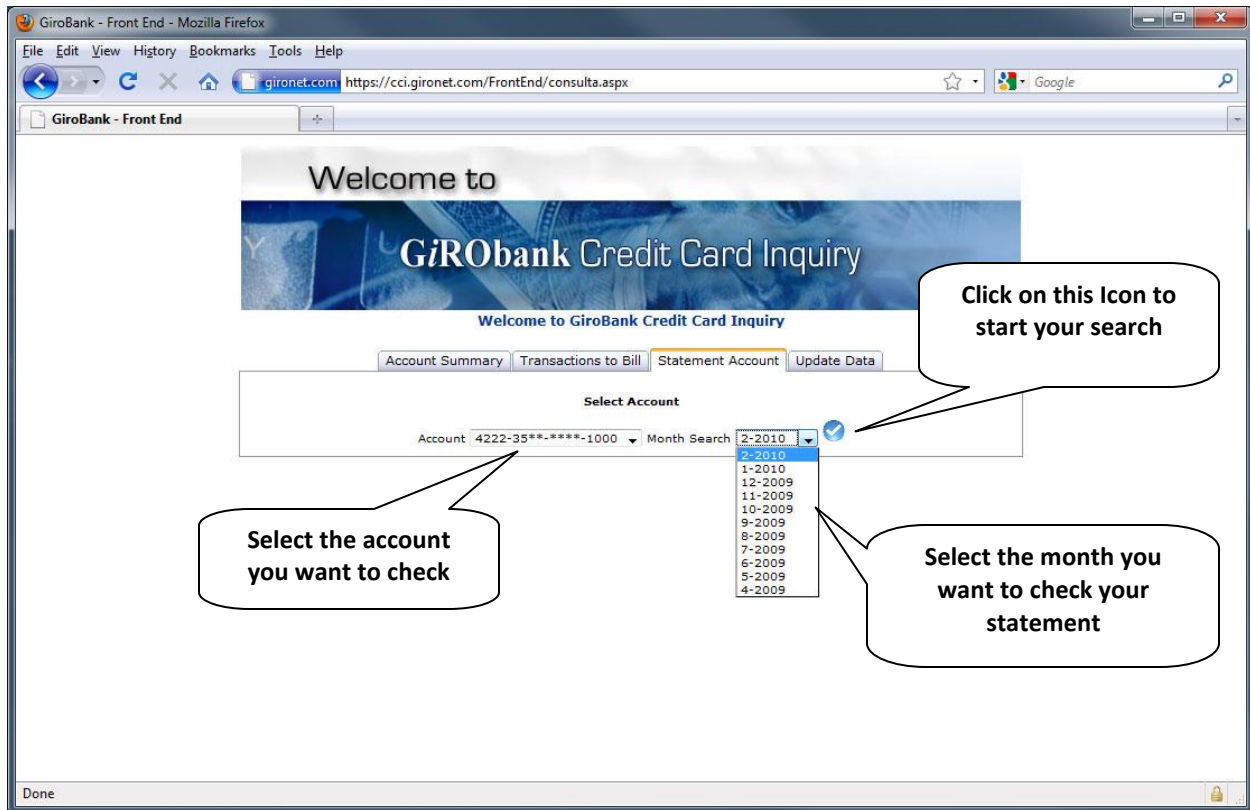 GiroBank - Front End - Mozilla Firefox
File Edit View History Bookmarks Tools Help
gironet.com https://cci.gironet.com/FrontEnd/consulta.aspx
Google
GiroBank - Front End
Welcome to
GiRObank Credit Card Inquiry
Welcome to GiroBank Credit Card Inquiry
Account Summary Transactions to Bill Statement Account Update Data
Select Account
Account 4222-35**-****-1000 Month Search 2-2010
2-2010
1-2010
12-2009
11-2009
10-2009
9-2009
8-2009
7-2009
6-2009
5-2009
4-2009
Click on this Icon to
start your search
Select the account
you want to check
Select the month you
want to check your
statement
Done